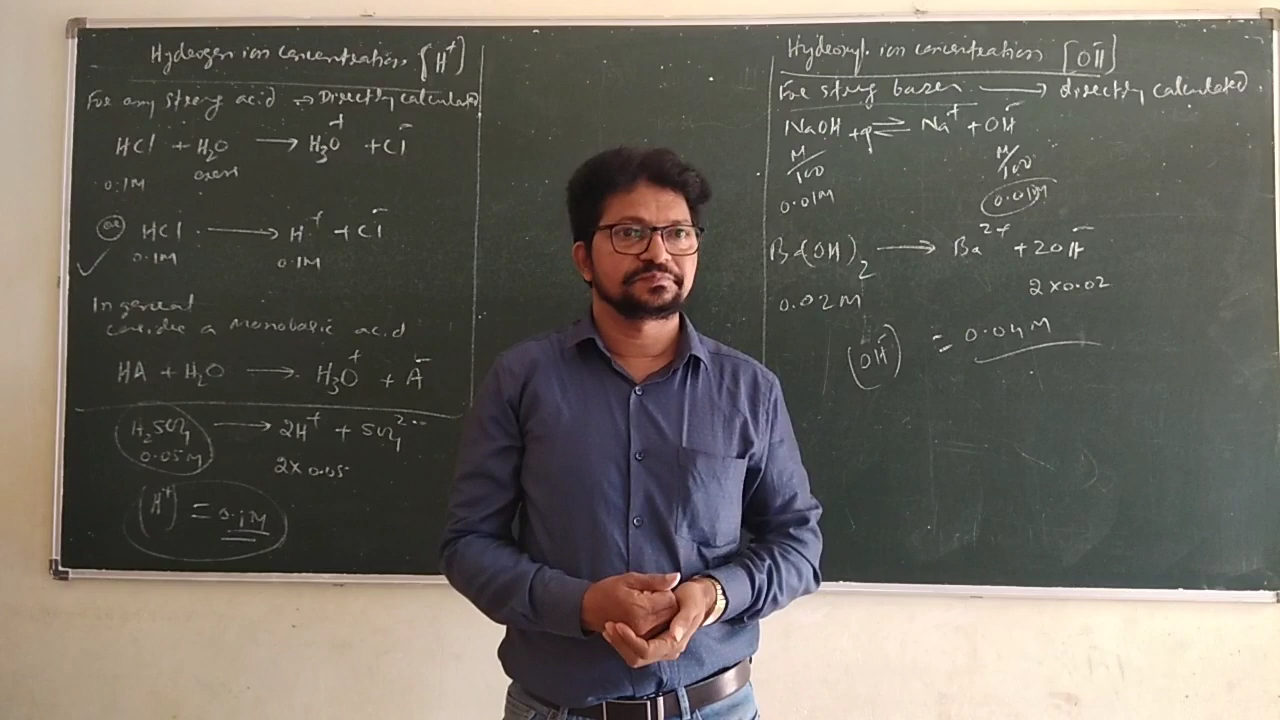 Hydrogen ion concentration [H⁺]
For any strong acid → Directly calculated
HCl + H₂O ⟶ H₃O⁺ + Cl⁻
0.1M excess
or HCl ⟶ H⁺ + Cl⁻
0.1M 0.1M
In general
consider a Monobasic acid
HA + H₂O ⟶ H₃O⁺ + A⁻
H₂SO₄ ⟶ 2H⁺ + SO₄²⁻
0.05M 2×0.05
(H⁺) = 0.1M
Hydroxyl ion concentration [OH⁻]
For strong bases ⟶ directly calculated.
NaOH + aq ⇌ Na⁺ + OH⁻
M/100 M/100
0.01M 0.01M
Ba(OH)₂ ⟶ Ba²⁺ + 2OH⁻
0.02M 2×0.02
(OH⁻) = 0.04M